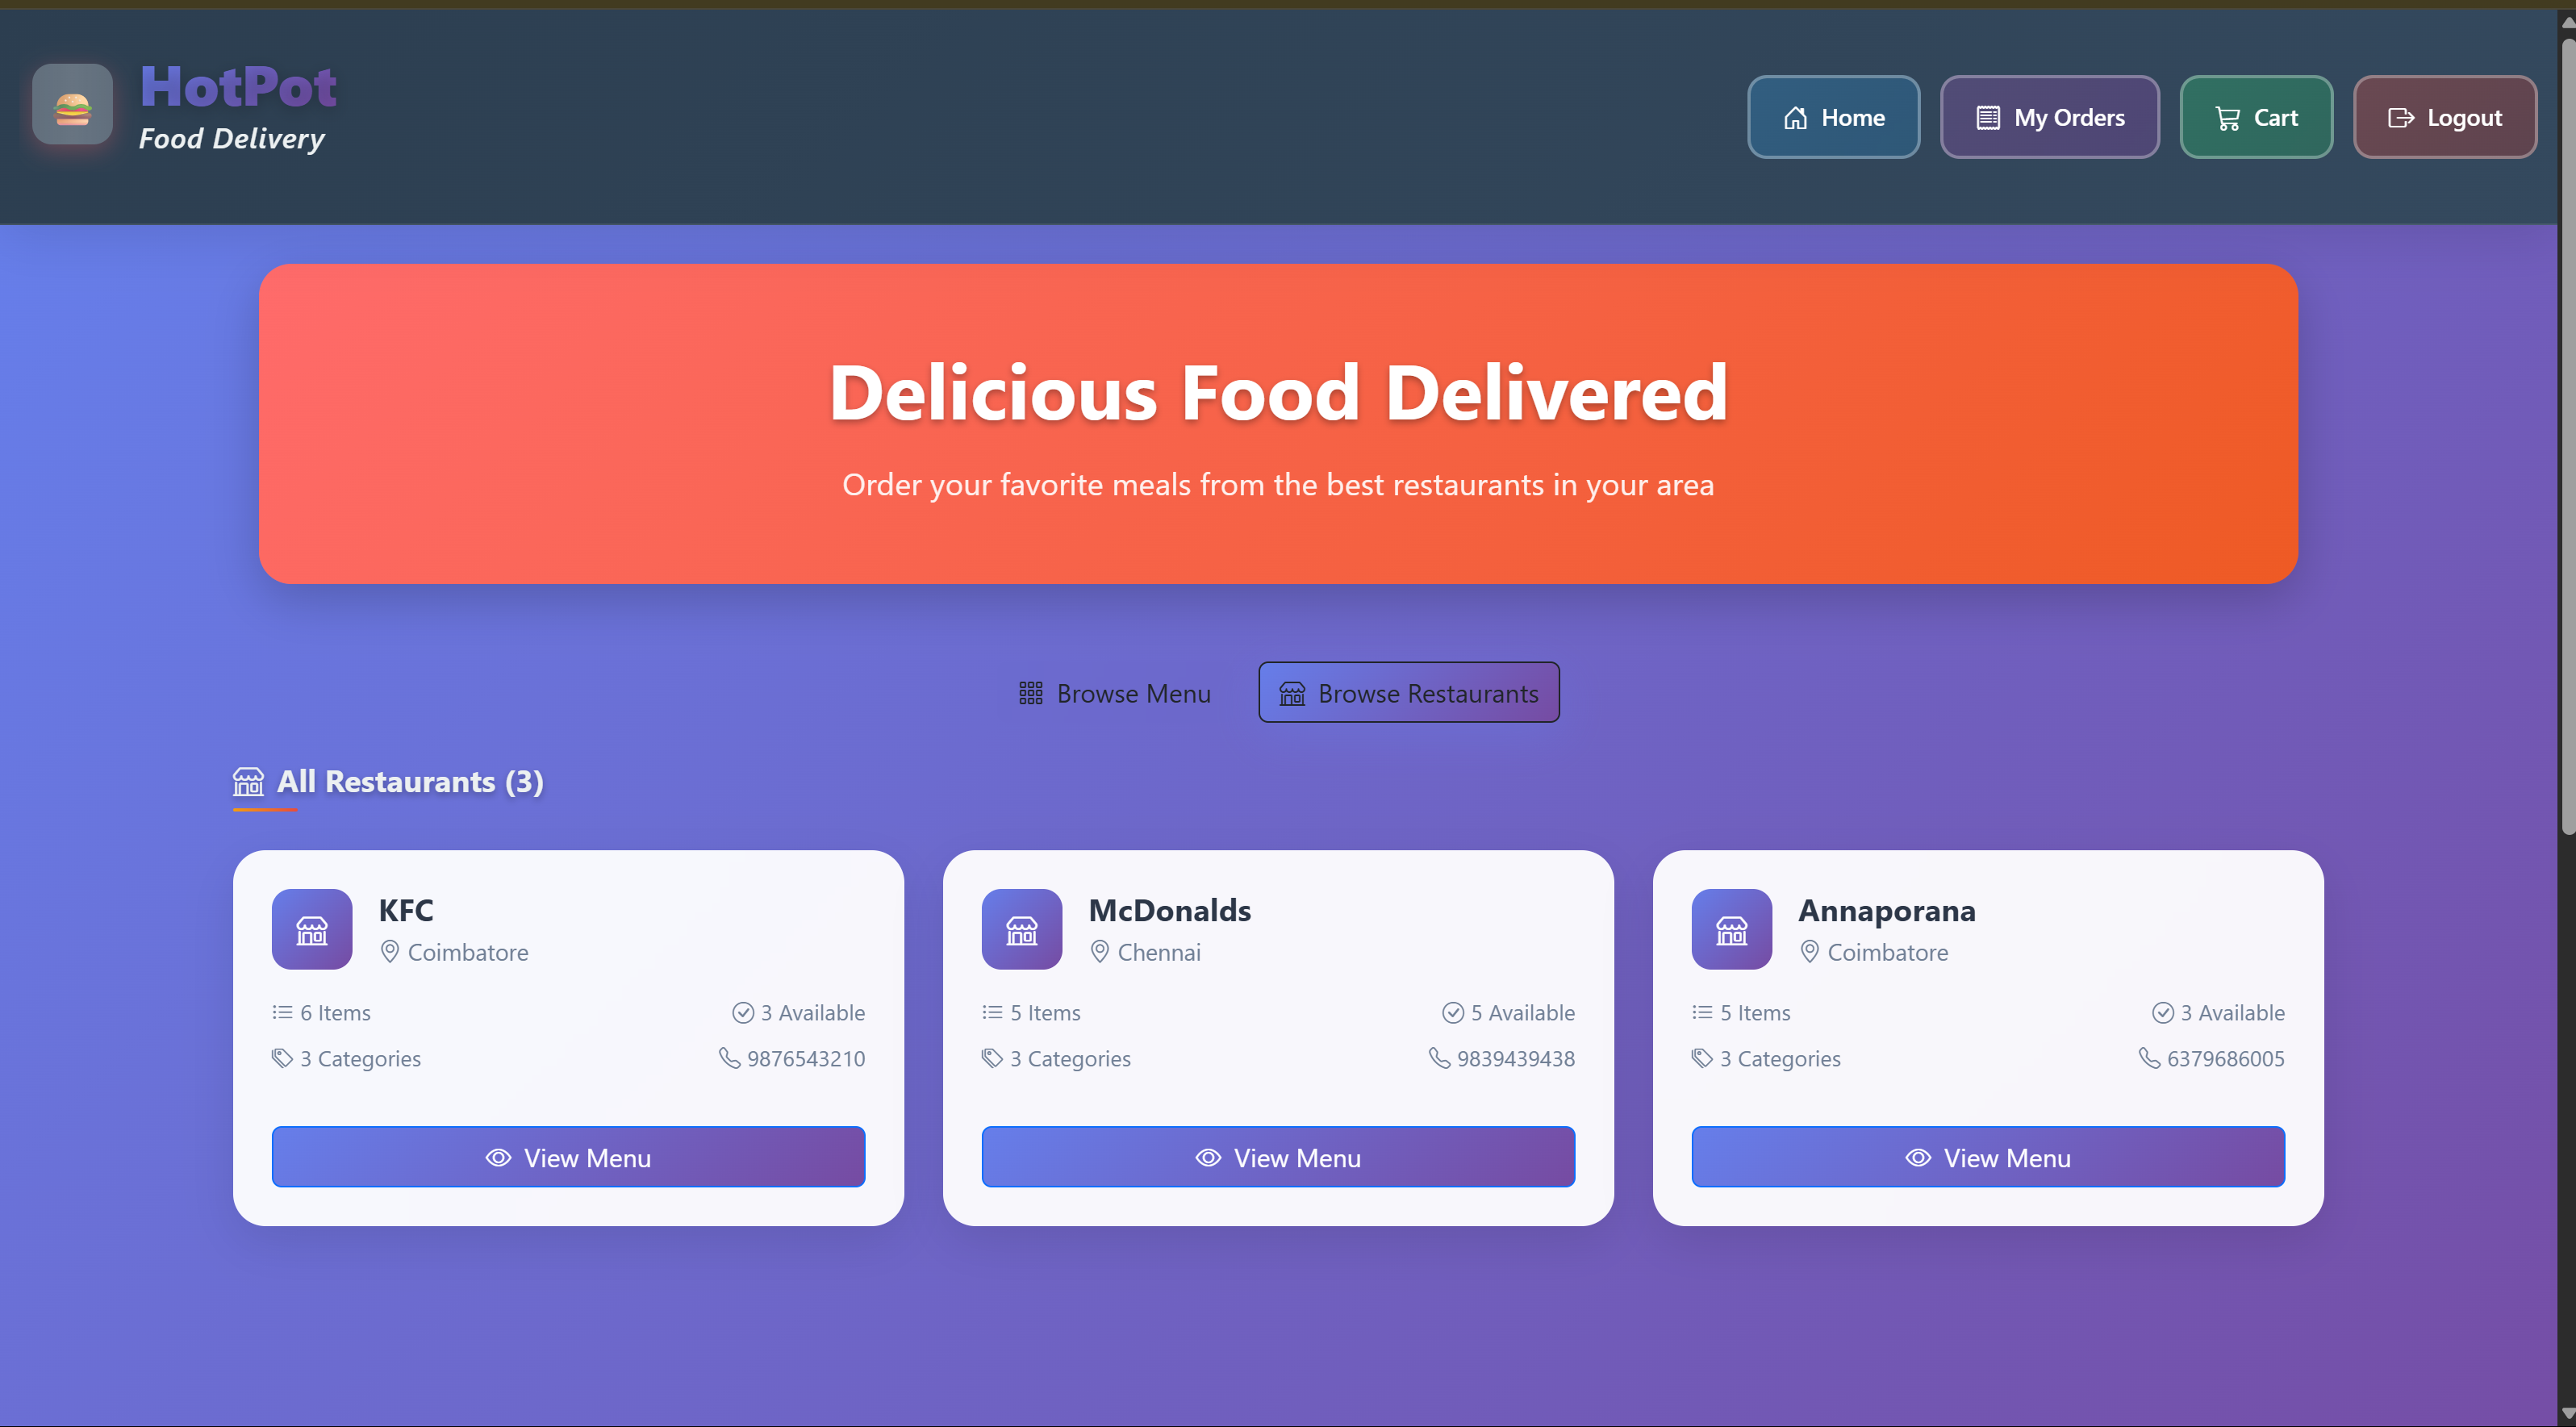 HotPot
Food Delivery
Home
My Orders
Cart
Logout
Delicious Food Delivered
Order your favorite meals from the best restaurants in your area
Browse Menu
Browse Restaurants
All Restaurants (3)
KFC
Coimbatore
6 Items
3 Available
3 Categories
9876543210
View Menu
McDonalds
Chennai
5 Items
5 Available
3 Categories
9839439438
View Menu
Annaporana
Coimbatore
5 Items
3 Available
3 Categories
6379686005
View Menu